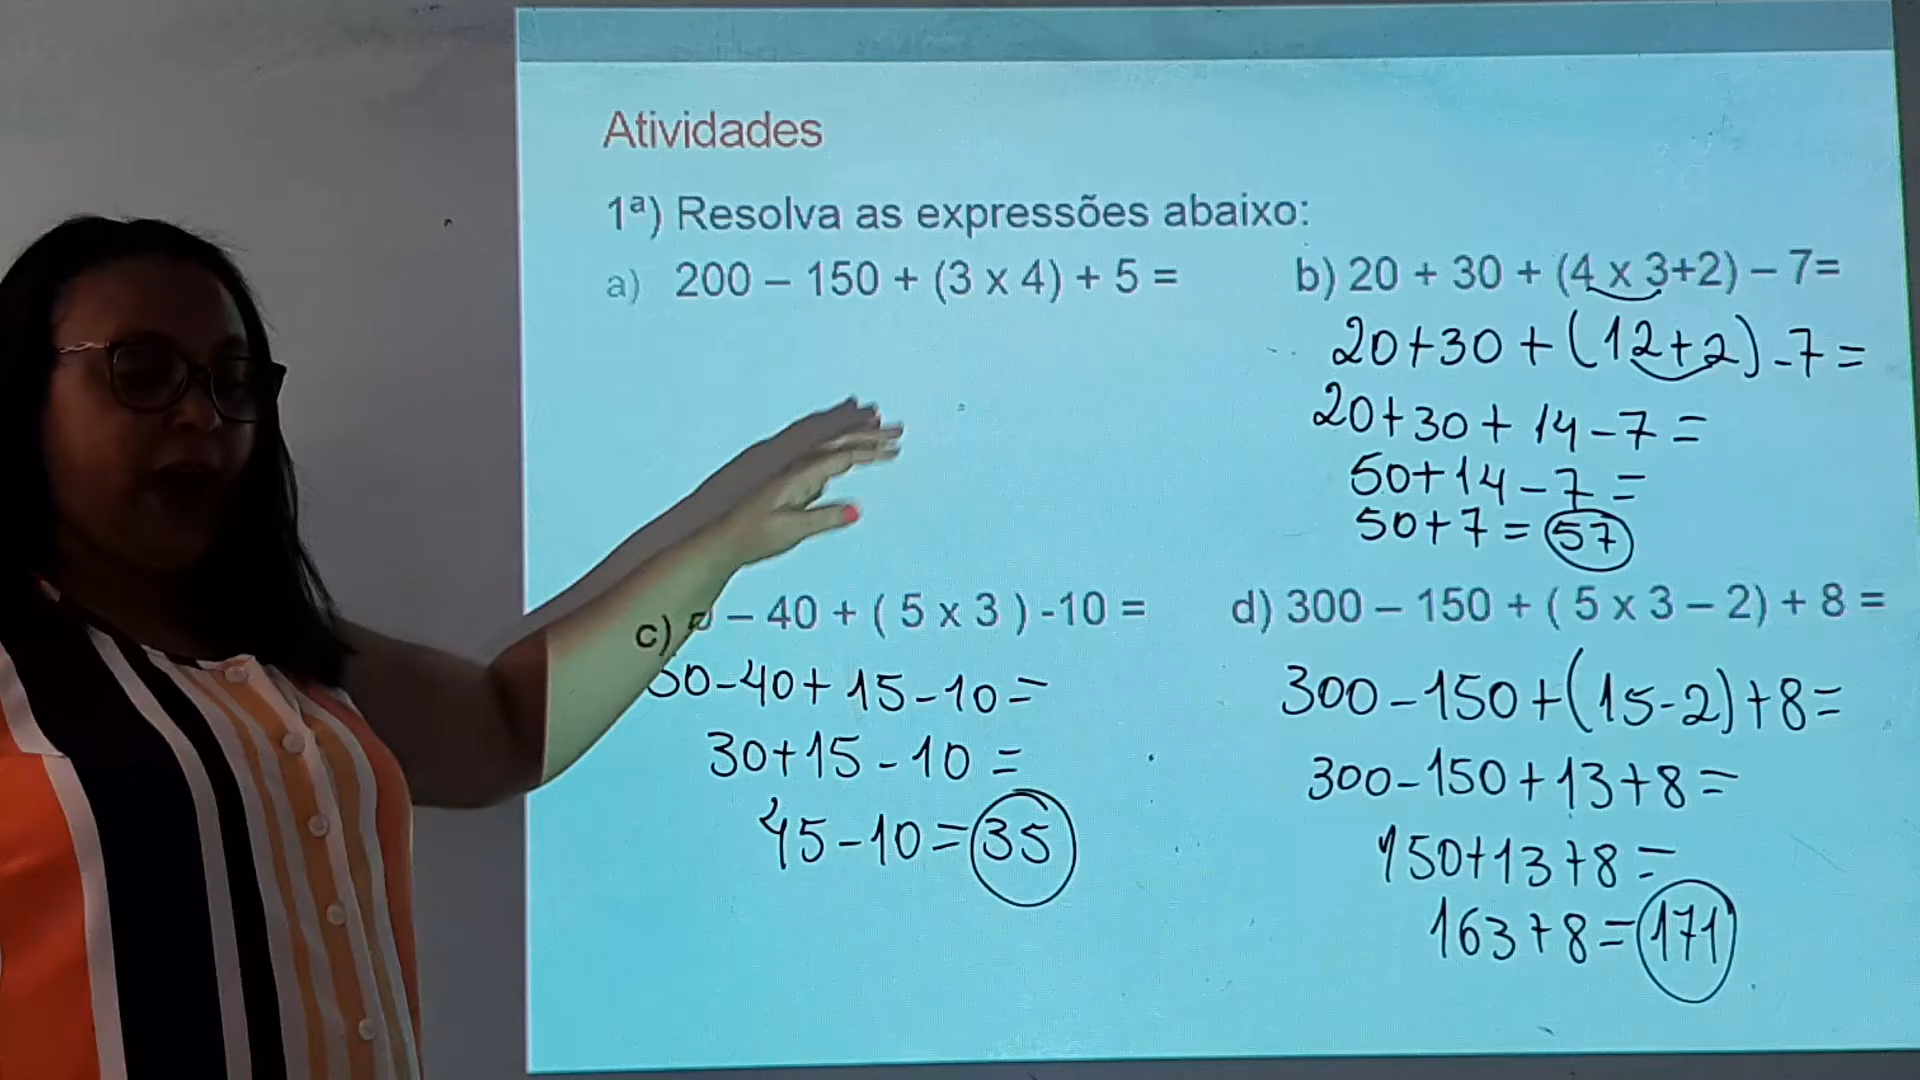 Atividades
1ª) Resolva as expressões abaixo:
a) 200 – 150 + (3 x 4) + 5 =
b) 20 + 30 + (4 x 3+2) – 7=
20+30+(12+2)-7=
20+30+14-7=
50+14-7=
50+7=57
c) – 40 + ( 5 x 3 ) -10 =
0-40+15-10=
30+15-10=
45-10=35
d) 300 – 150 + ( 5 x 3 – 2) + 8 =
300-150+(15-2)+8=
300-150+13+8=
150+13+8=
163+8=171